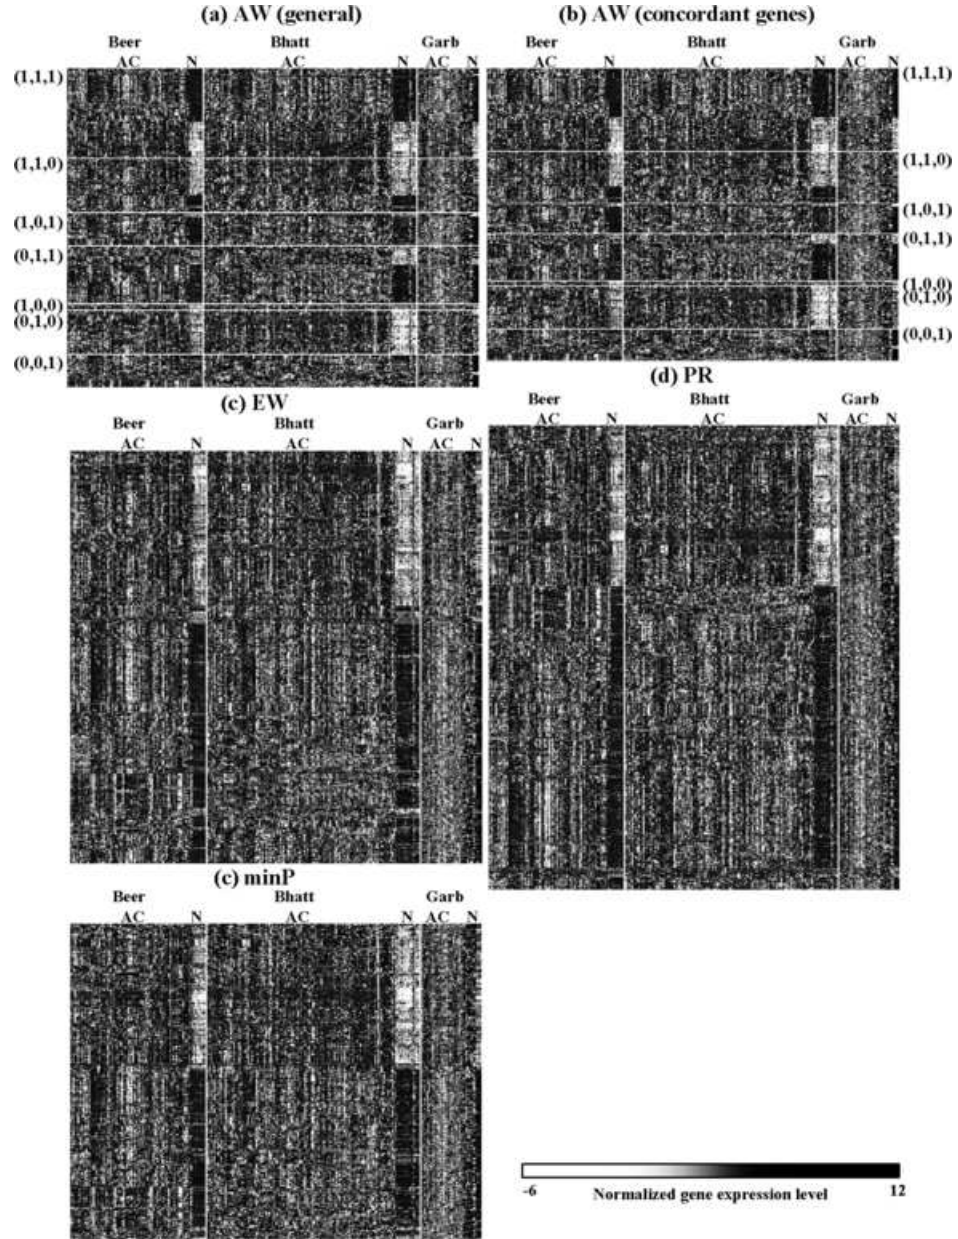 (a) AW (general)
(b) AW (concordant genes)
Beer Bhatt Garb
AC N AC N AC N
Beer Bhatt Garb
AC N AC N AC N
(1,1,1)
(1,1,0)
(1,0,1)
(0,1,1)
(1,0,0)
(0,1,0)
(0,0,1)
(1,1,1)
(1,1,0)
(1,0,1)
(0,1,1)
(1,0,0)
(0,1,0)
(0,0,1)
(c) EW
Beer Bhatt Garb
AC N AC N AC N
(d) PR
Beer Bhatt Garb
AC N AC N AC N
(c) minP
Beer Bhatt Garb
AC N AC N AC N
-6 Normalized gene expression level 12